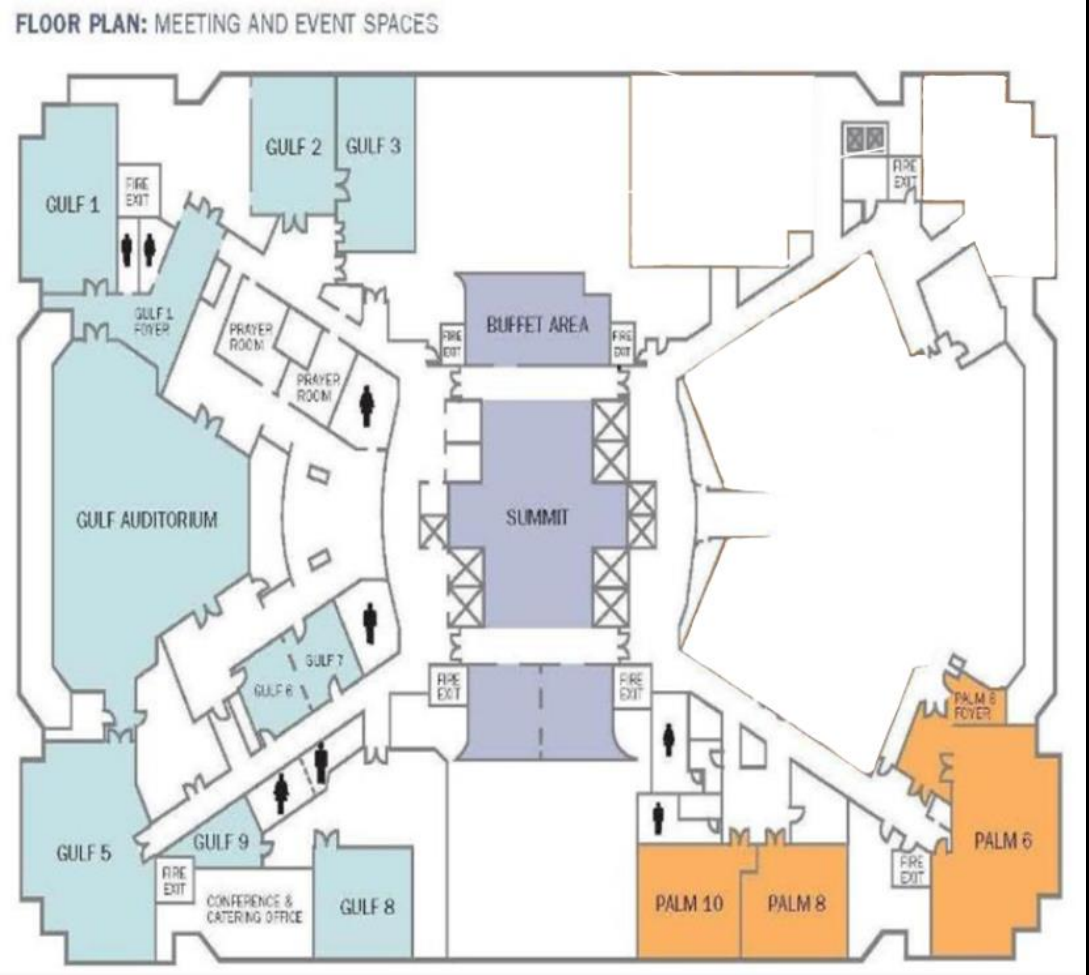 FLOOR PLAN: MEETING AND EVENT SPACES
GULF 2
GULF 3
GULF 1
FIRE
EXIT
FIRE
EXIT
GULF 1
FOYER
PRAYER
ROOM
PRAYER
ROOM
BUFFET AREA
FIRE
EXIT
FIRE
EXIT
GULF AUDITORIUM
SUMMIT
GULF 7
GULF 6
FIRE
EXIT
FIRE
EXIT
PALM 6
FOYER
GULF 5
GULF 9
PALM 6
FIRE
EXIT
FIRE
EXIT
CONFERENCE &
CATERING OFFICE
GULF 8
PALM 10
PALM 8